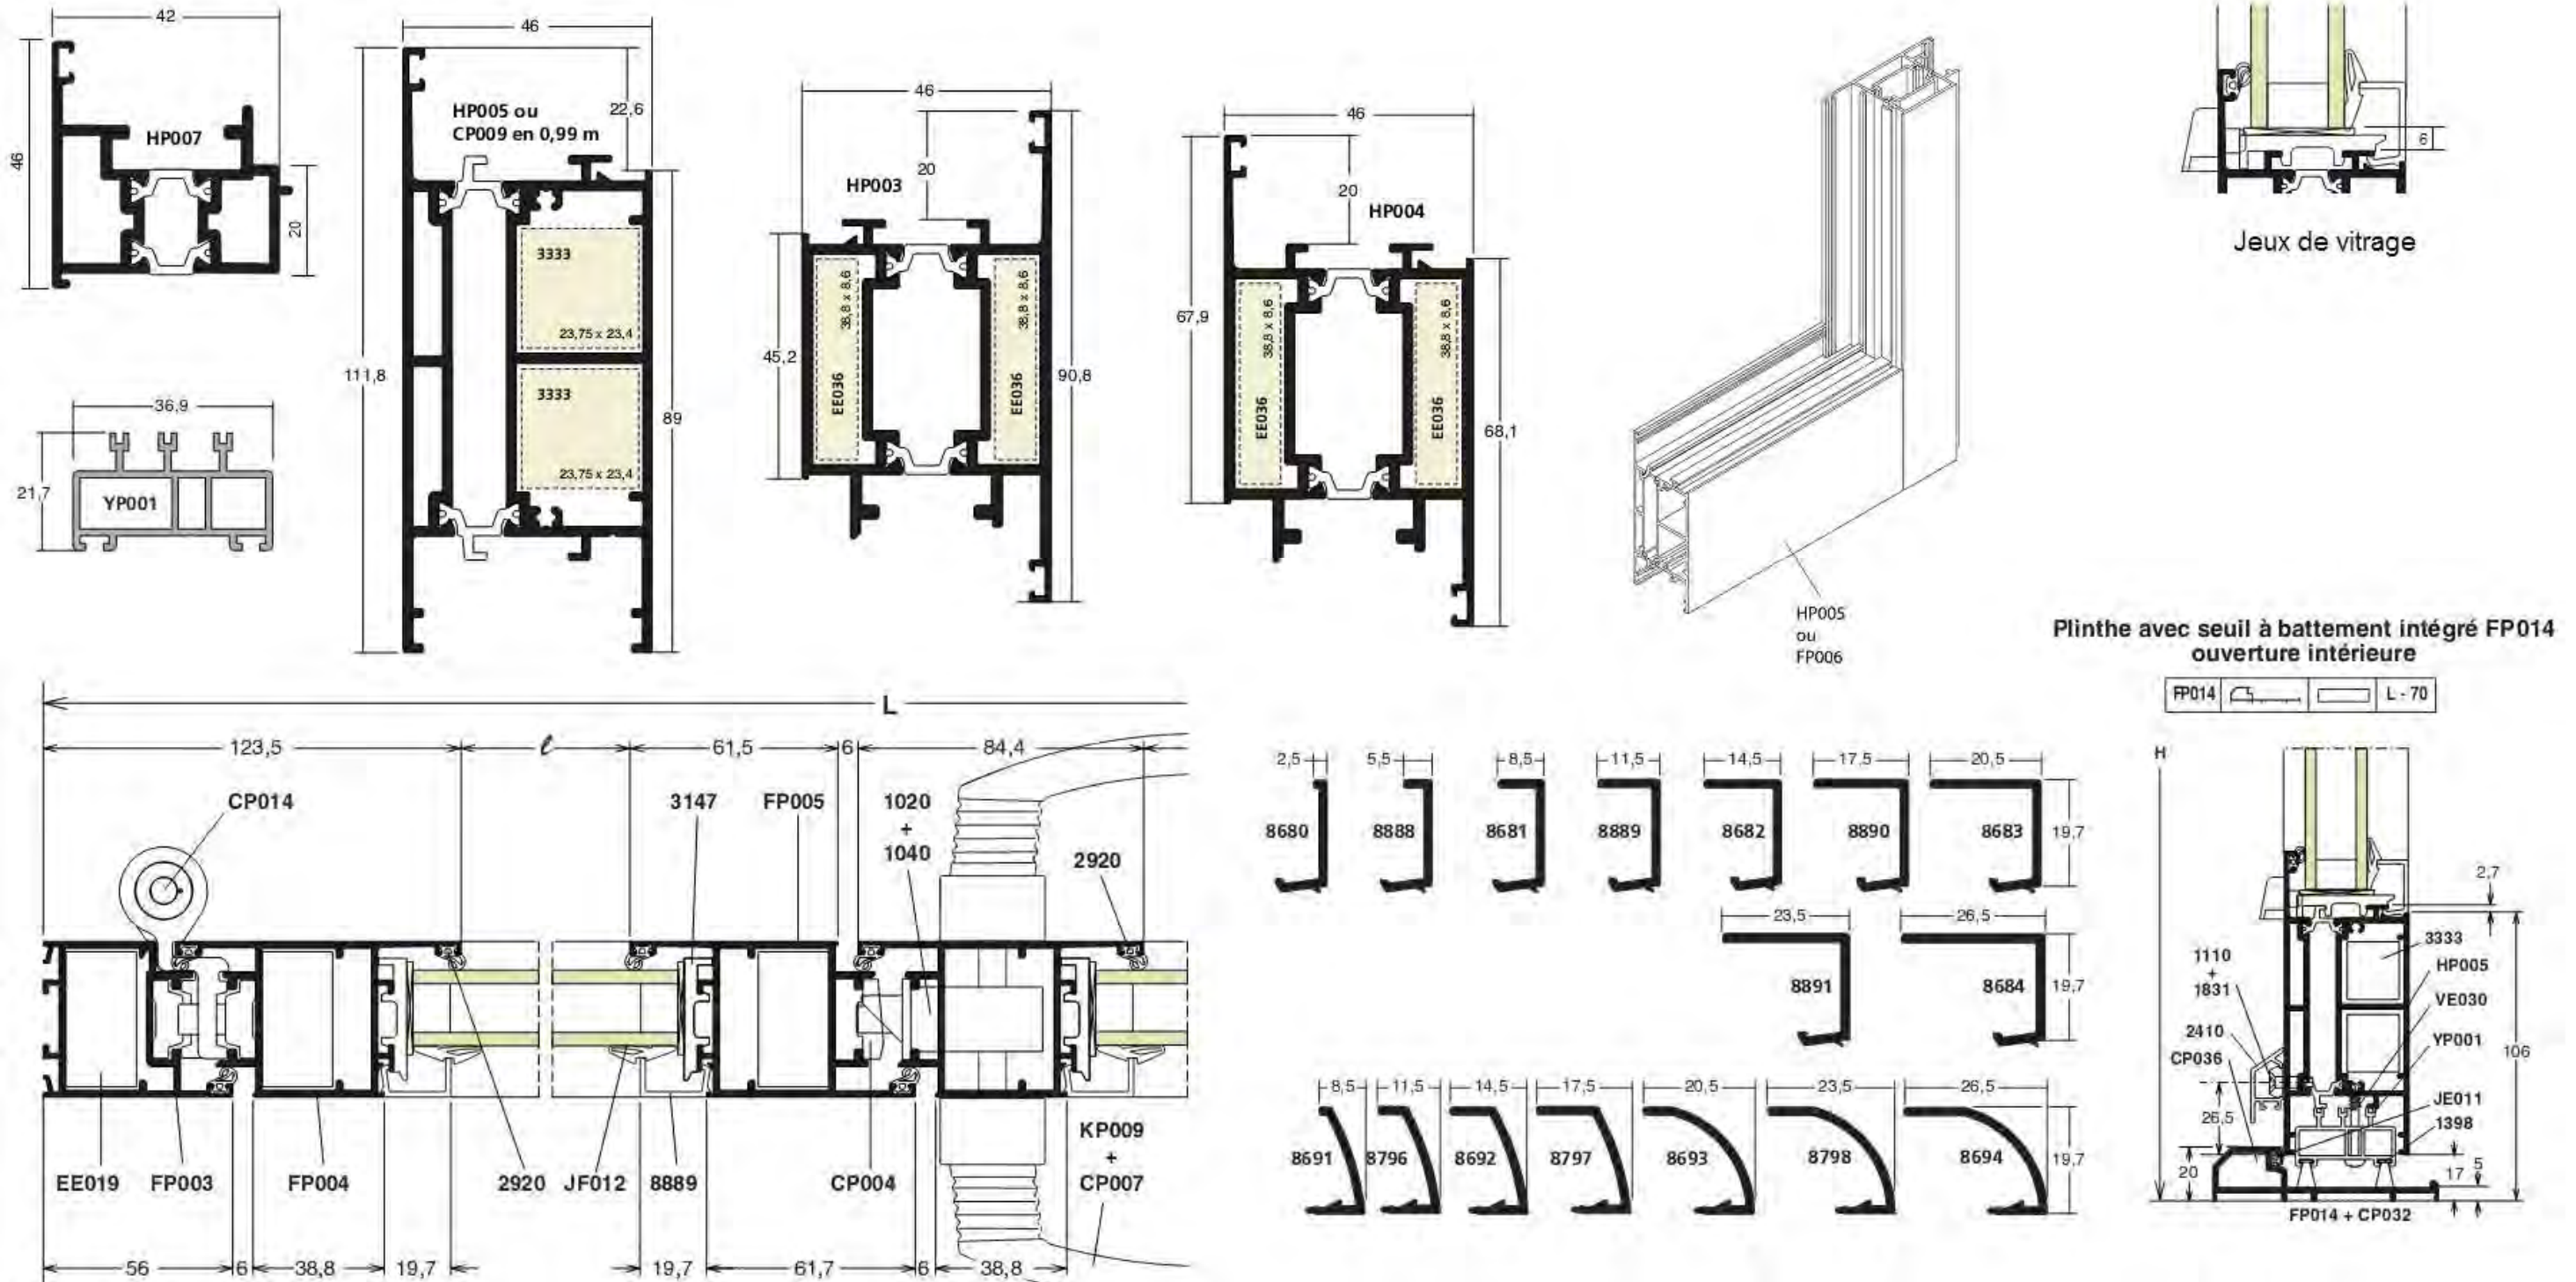 42
46
HP007
20
46
HP005 ou
CP009 en 0,99 m
22,6
3333
23,75 x 23,4
3333
23,75 x 23,4
111,8
89
46
HP003
20
45,2
38,8 x 8,6
EE036
38,8 x 8,6
EE036
90,8
46
20
HP004
67,9
38,8 x 8,6
EE036
38,8 x 8,6
EE036
68,1
HP005
ou
FP006
6
Jeux de vitrage
36,9
21,7
YP001
L
123,5
ℓ
61,5
6
84,4
CP014
3147
FP005
1020
+
1040
2920
EE019
FP003
FP004
2920
JF012
8889
CP004
KP009
+
CP007
56
6
38,8
19,7
19,7
61,7
6
38,8
2,5
5,5
8,5
11,5
14,5
17,5
20,5
8680
8888
8681
8889
8682
8890
8683
19,7
23,5
26,5
8891
8684
19,7
8,5
11,5
14,5
17,5
20,5
23,5
26,5
8691
8796
8692
8797
8693
8798
8694
19,7
Plinthe avec seuil à battement intégré FP014
ouverture intérieure
FP014
L - 70
H
2,7
3333
HP005
VE030
YP001
JE011
1398
1110
+
1831
2410
CP036
26,5
20
106
17
5
FP014 + CP032